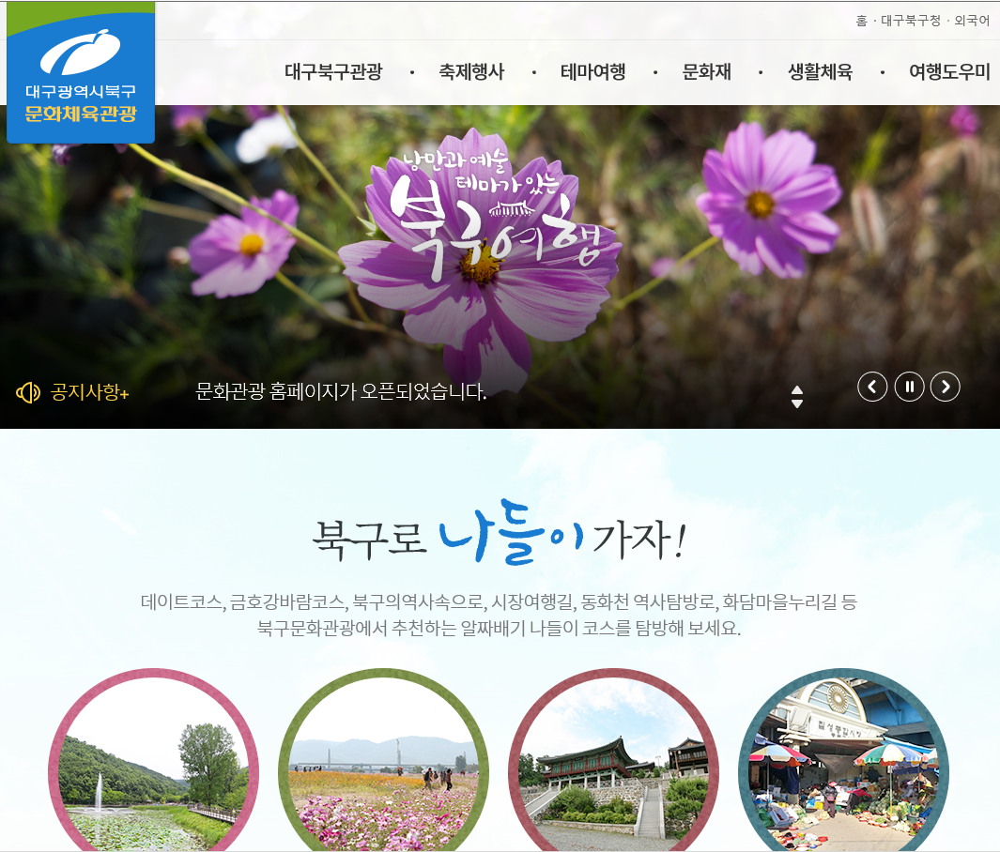 홈 · 대구북구청 · 외국어
대구광역시북구
문화체육관광
대구북구관광 · 축제행사 · 테마여행 · 문화재 · 생활체육 · 여행도우미
낭만과 예술
테마가 있는
북구여행
공지사항+ 문화관광 홈페이지가 오픈되었습니다.
북구로 나들이 가자!
데이트코스, 금호강바람코스, 북구의역사속으로, 시장여행길, 동화천 역사탐방로, 화담마을누리길 등
북구문화관광에서 추천하는 알짜배기 나들이 코스를 탐방해 보세요.
칠성종합시장